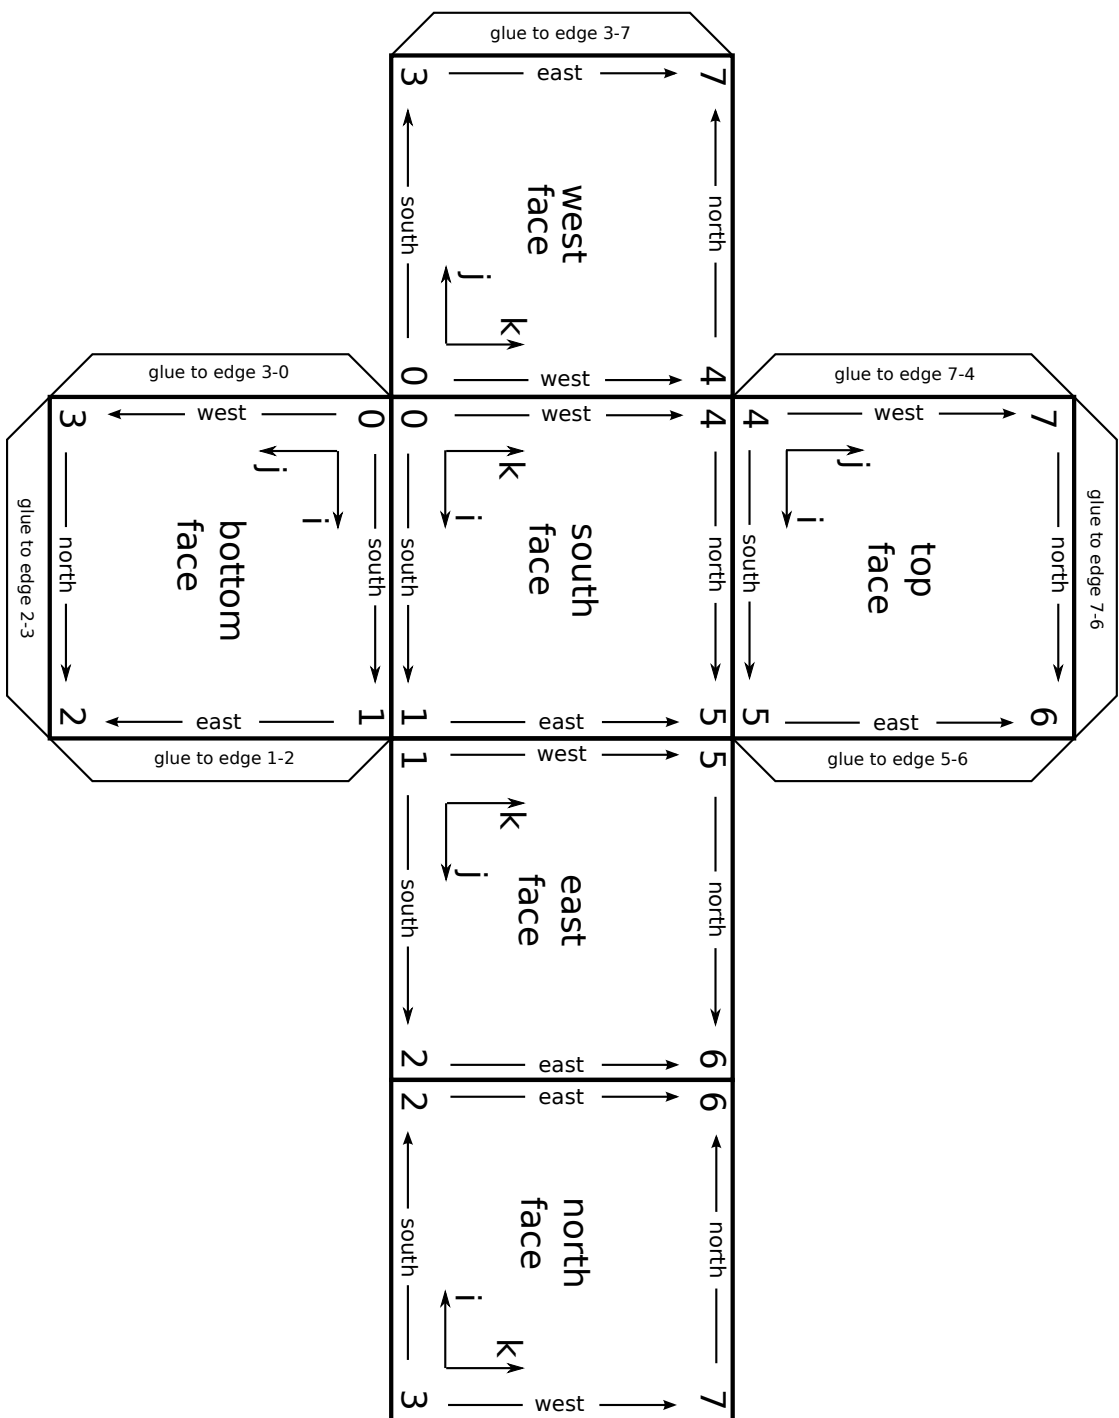 glue to edge 3-7
3
east
7
south
west
face
north
j
k
0
west
4
glue to edge 3-0
glue to edge 7-4
3
west
0
0
west
4
4
west
7
j
i
k
i
j
i
glue to edge 2-3
north
bottom
face
south
south
south
face
north
south
top
face
north
glue to edge 7-6
2
east
1
1
east
5
5
east
6
glue to edge 1-2
glue to edge 5-6
1
west
5
k
j
south
east
face
north
2
east
6
2
east
6
south
north
face
north
i
k
3
west
7